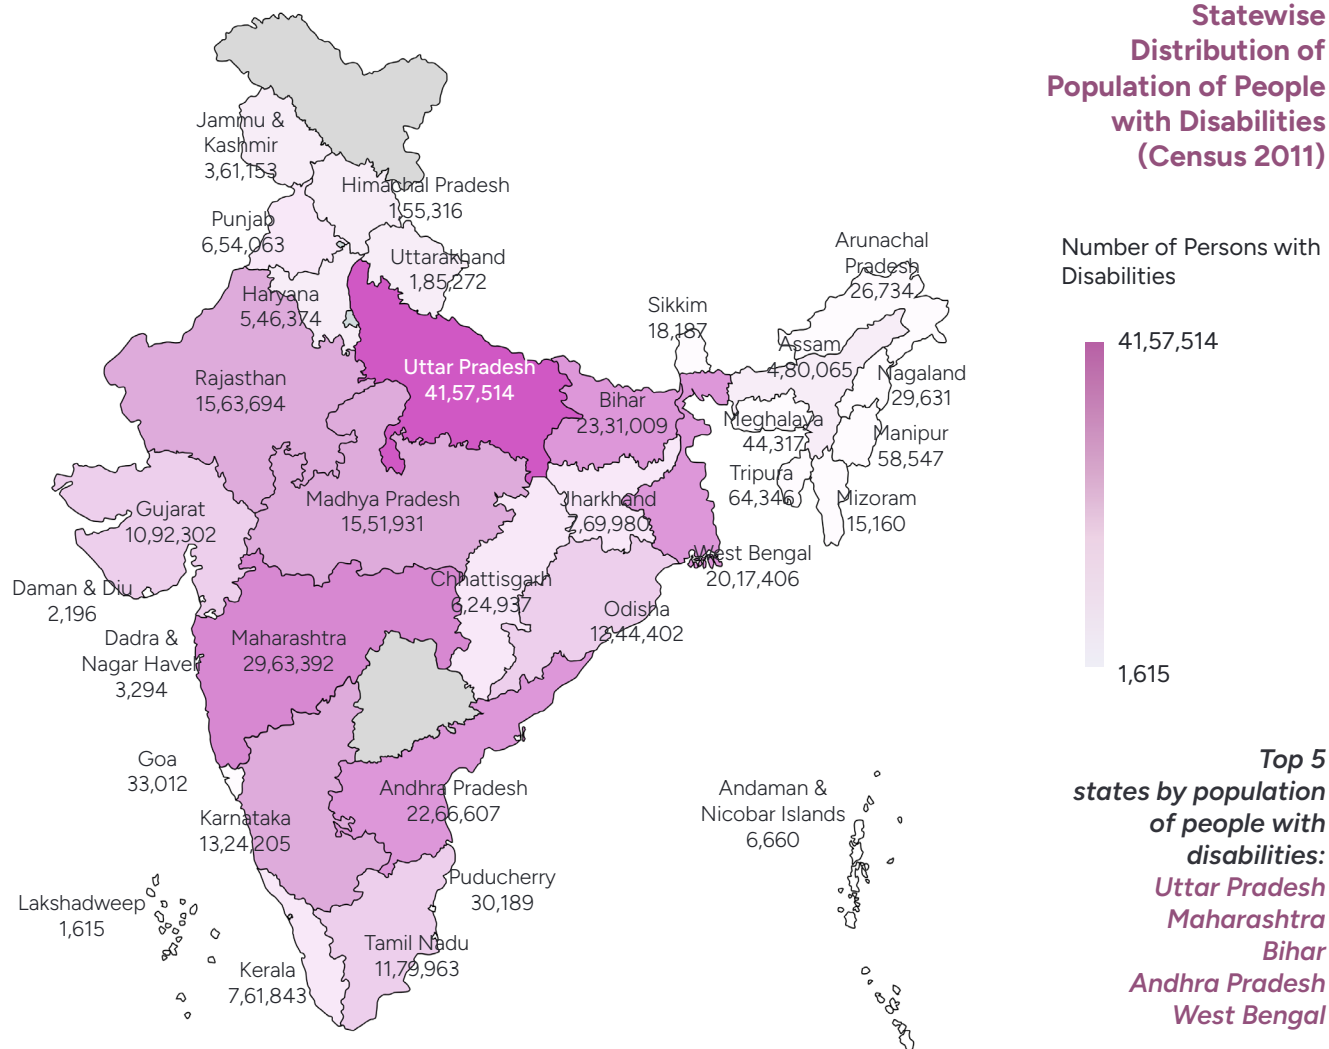 Statewise
Distribution of
Population of People
with Disabilities
(Census 2011)
Number of Persons with
Disabilities
41,57,514
1,615
Top 5
states by population
of people with
disabilities:
Uttar Pradesh
Maharashtra
Bihar
Andhra Pradesh
West Bengal
Jammu &
Kashmir
3,61,153
Himachal Pradesh
1,55,316
Punjab
6,54,063
Uttarakhand
1,85,272
Haryana
5,46,374
Arunachal
Pradesh
26,734
Sikkim
18,187
Assam
4,80,065
Nagaland
29,631
Uttar Pradesh
41,57,514
Rajasthan
15,63,694
Bihar
23,31,009
Meghalaya
44,317
Manipur
58,547
Tripura
64,346
Mizoram
15,160
Gujarat
10,92,302
Madhya Pradesh
15,51,931
Jharkhand
7,69,980
West Bengal
20,17,406
Daman & Diu
2,196
Chhattisgarh
6,24,937
Odisha
12,44,402
Dadra &
Nagar Haveli
3,294
Maharashtra
29,63,392
Goa
33,012
Andhra Pradesh
22,66,607
Andaman &
Nicobar Islands
6,660
Karnataka
13,24,205
Puducherry
30,189
Lakshadweep
1,615
Tamil Nadu
11,79,963
Kerala
7,61,843